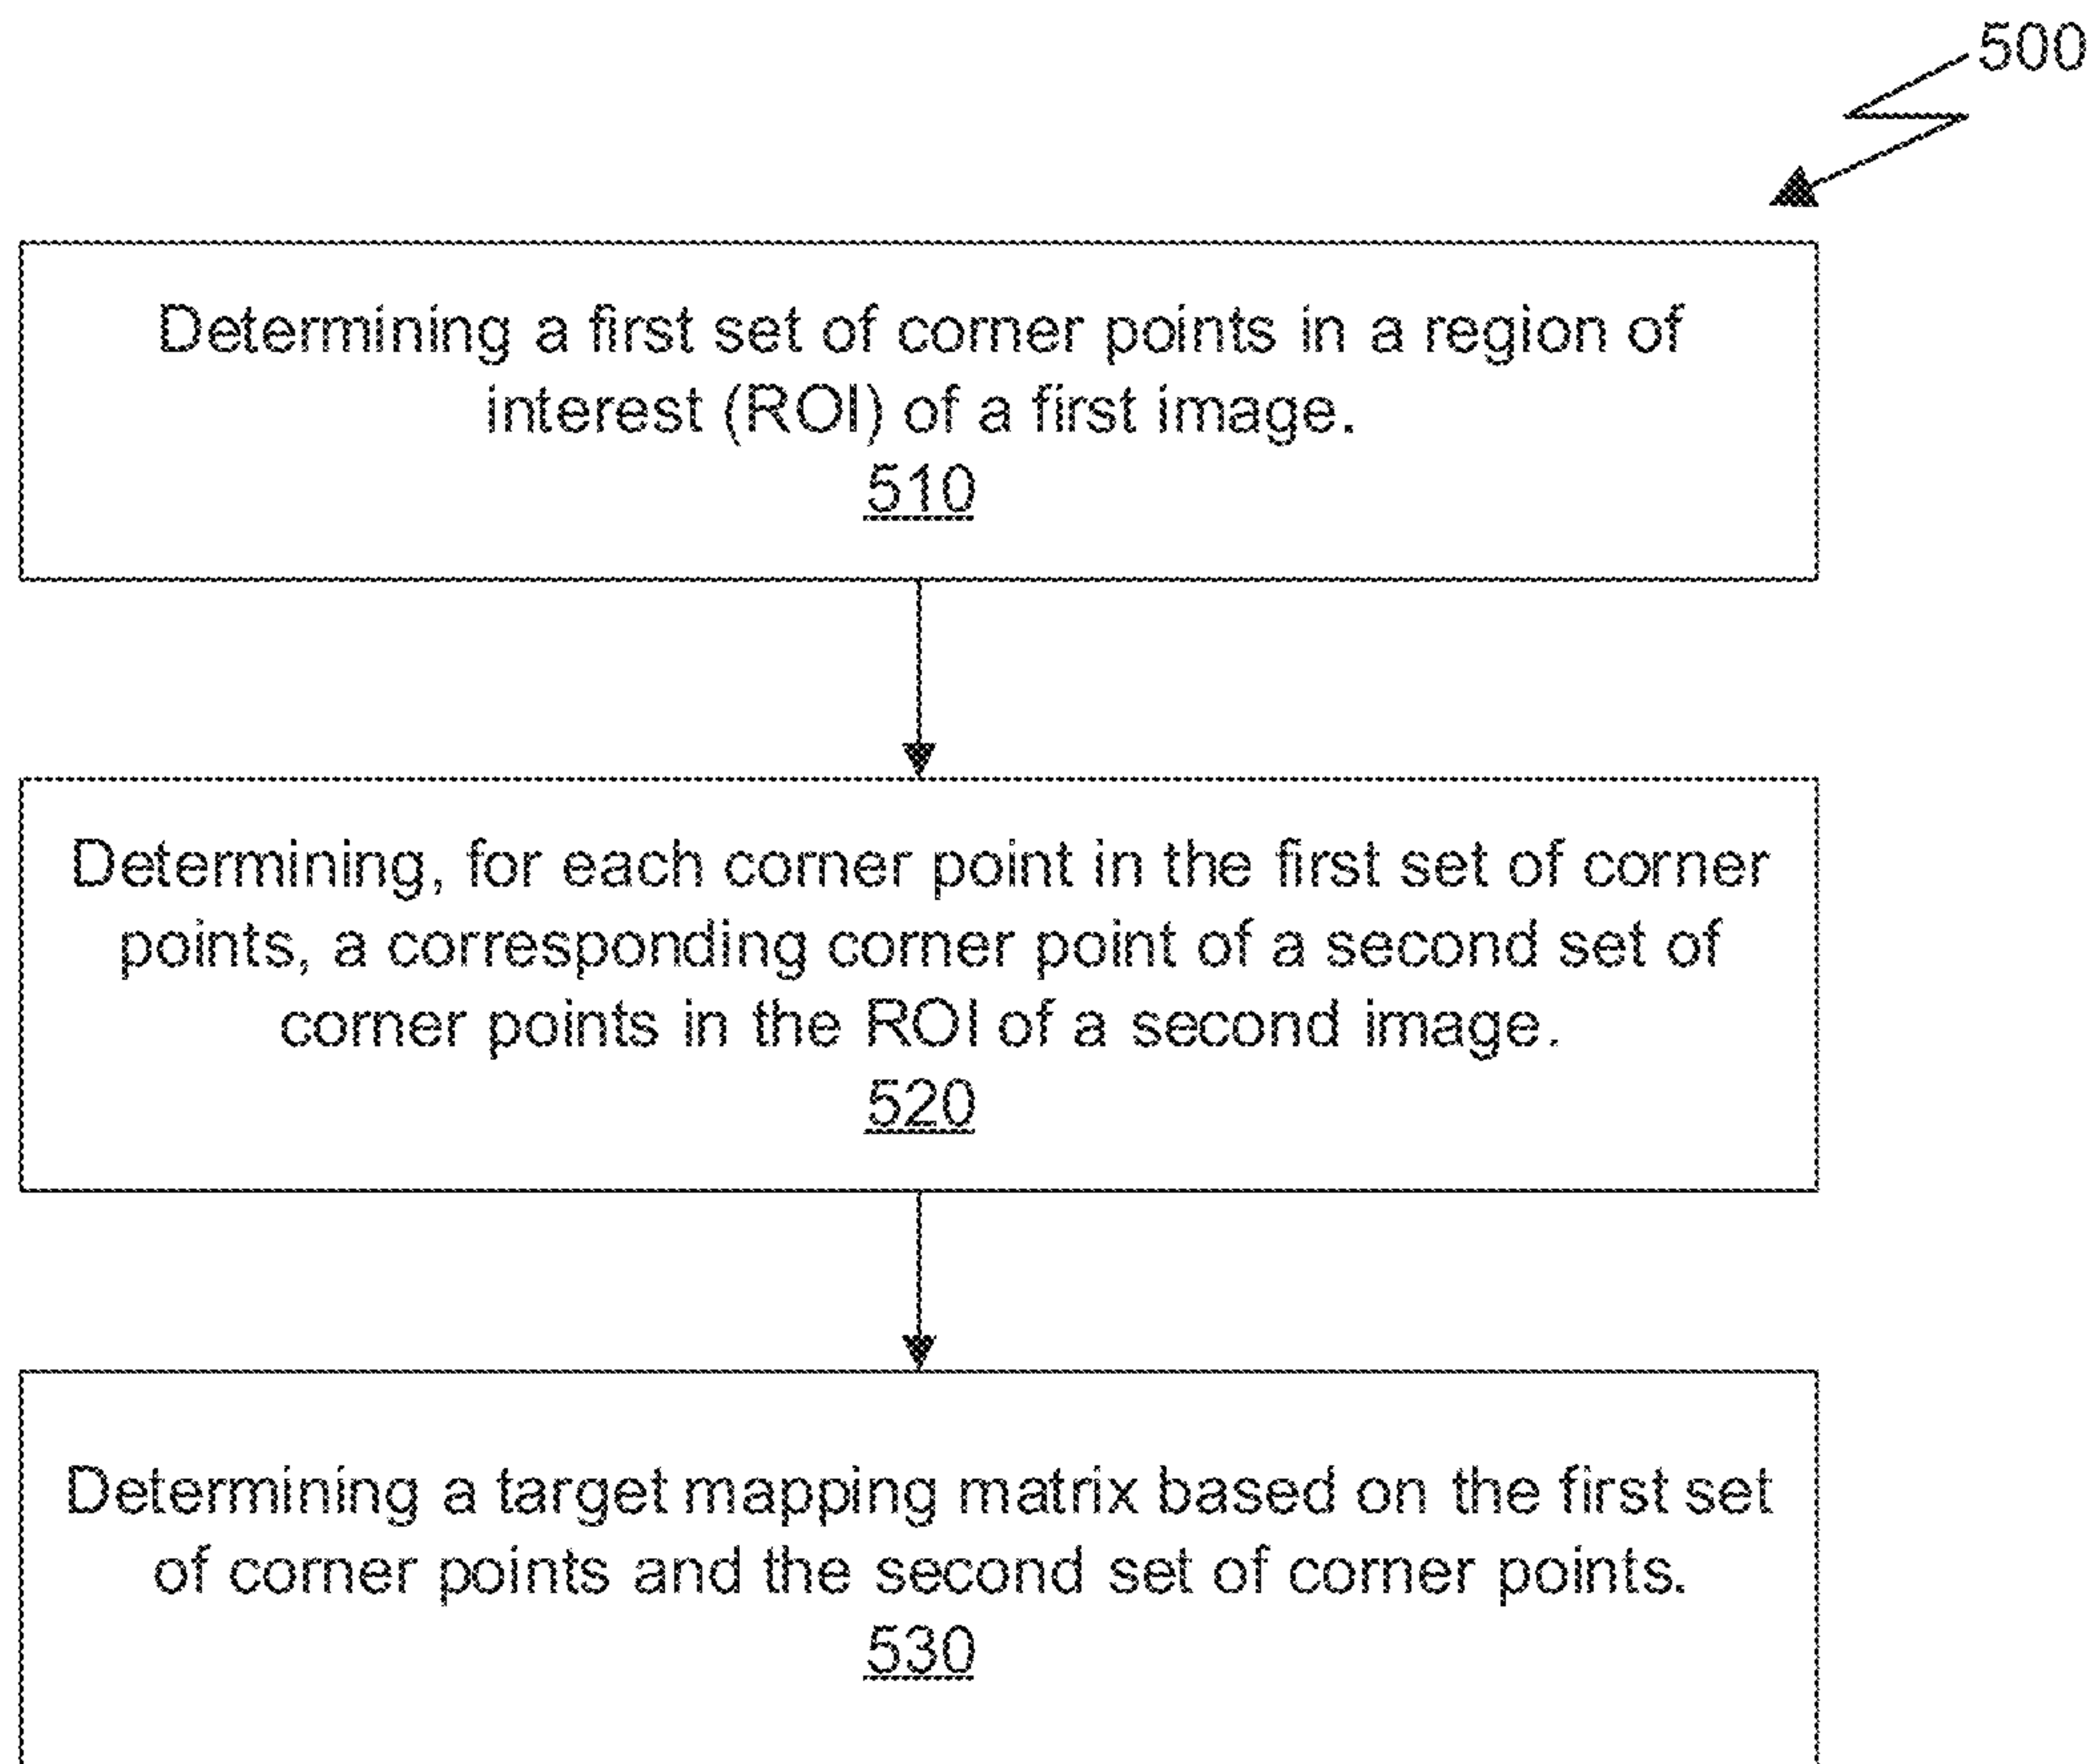 500
Determining a first set of corner points in a region of
interest (ROI) of a first image.
510
Determining, for each corner point in the first set of corner
points, a corresponding corner point of a second set of
corner points in the ROI of a second image.
520
Determining a target mapping matrix based on the first set
of corner points and the second set of corner points.
530